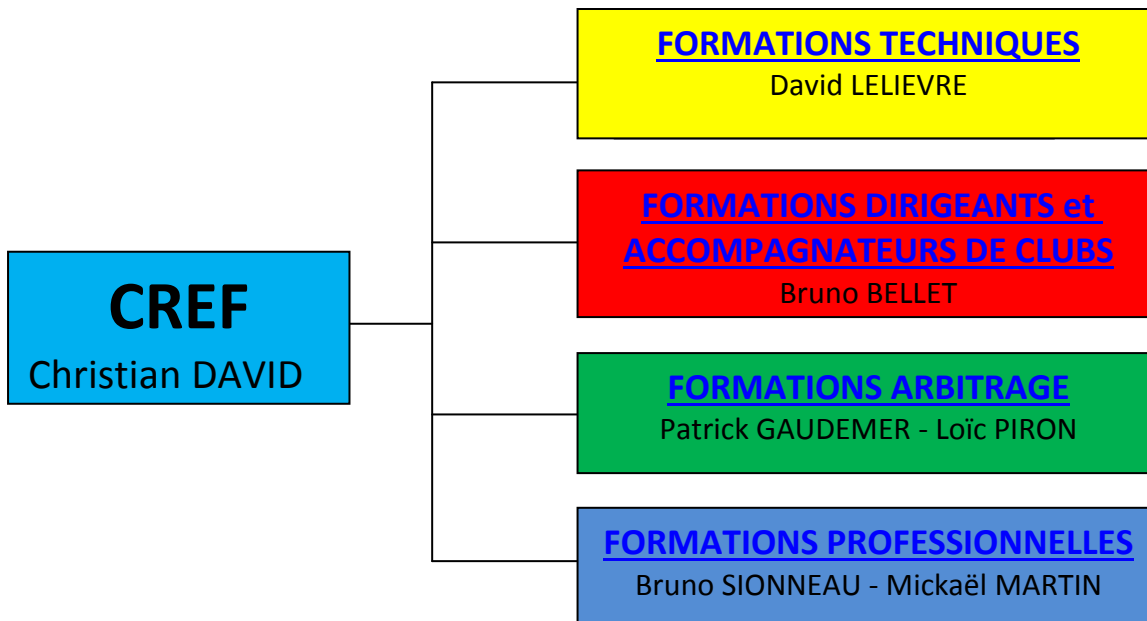 CREF
Christian DAVID
FORMATIONS TECHNIQUES
David LELIEVRE
FORMATIONS DIRIGEANTS et
ACCOMPAGNATEURS DE CLUBS
Bruno BELLET
FORMATIONS ARBITRAGE
Patrick GAUDEMER - Loïc PIRON
FORMATIONS PROFESSIONNELLES
Bruno SIONNEAU - Mickaël MARTIN